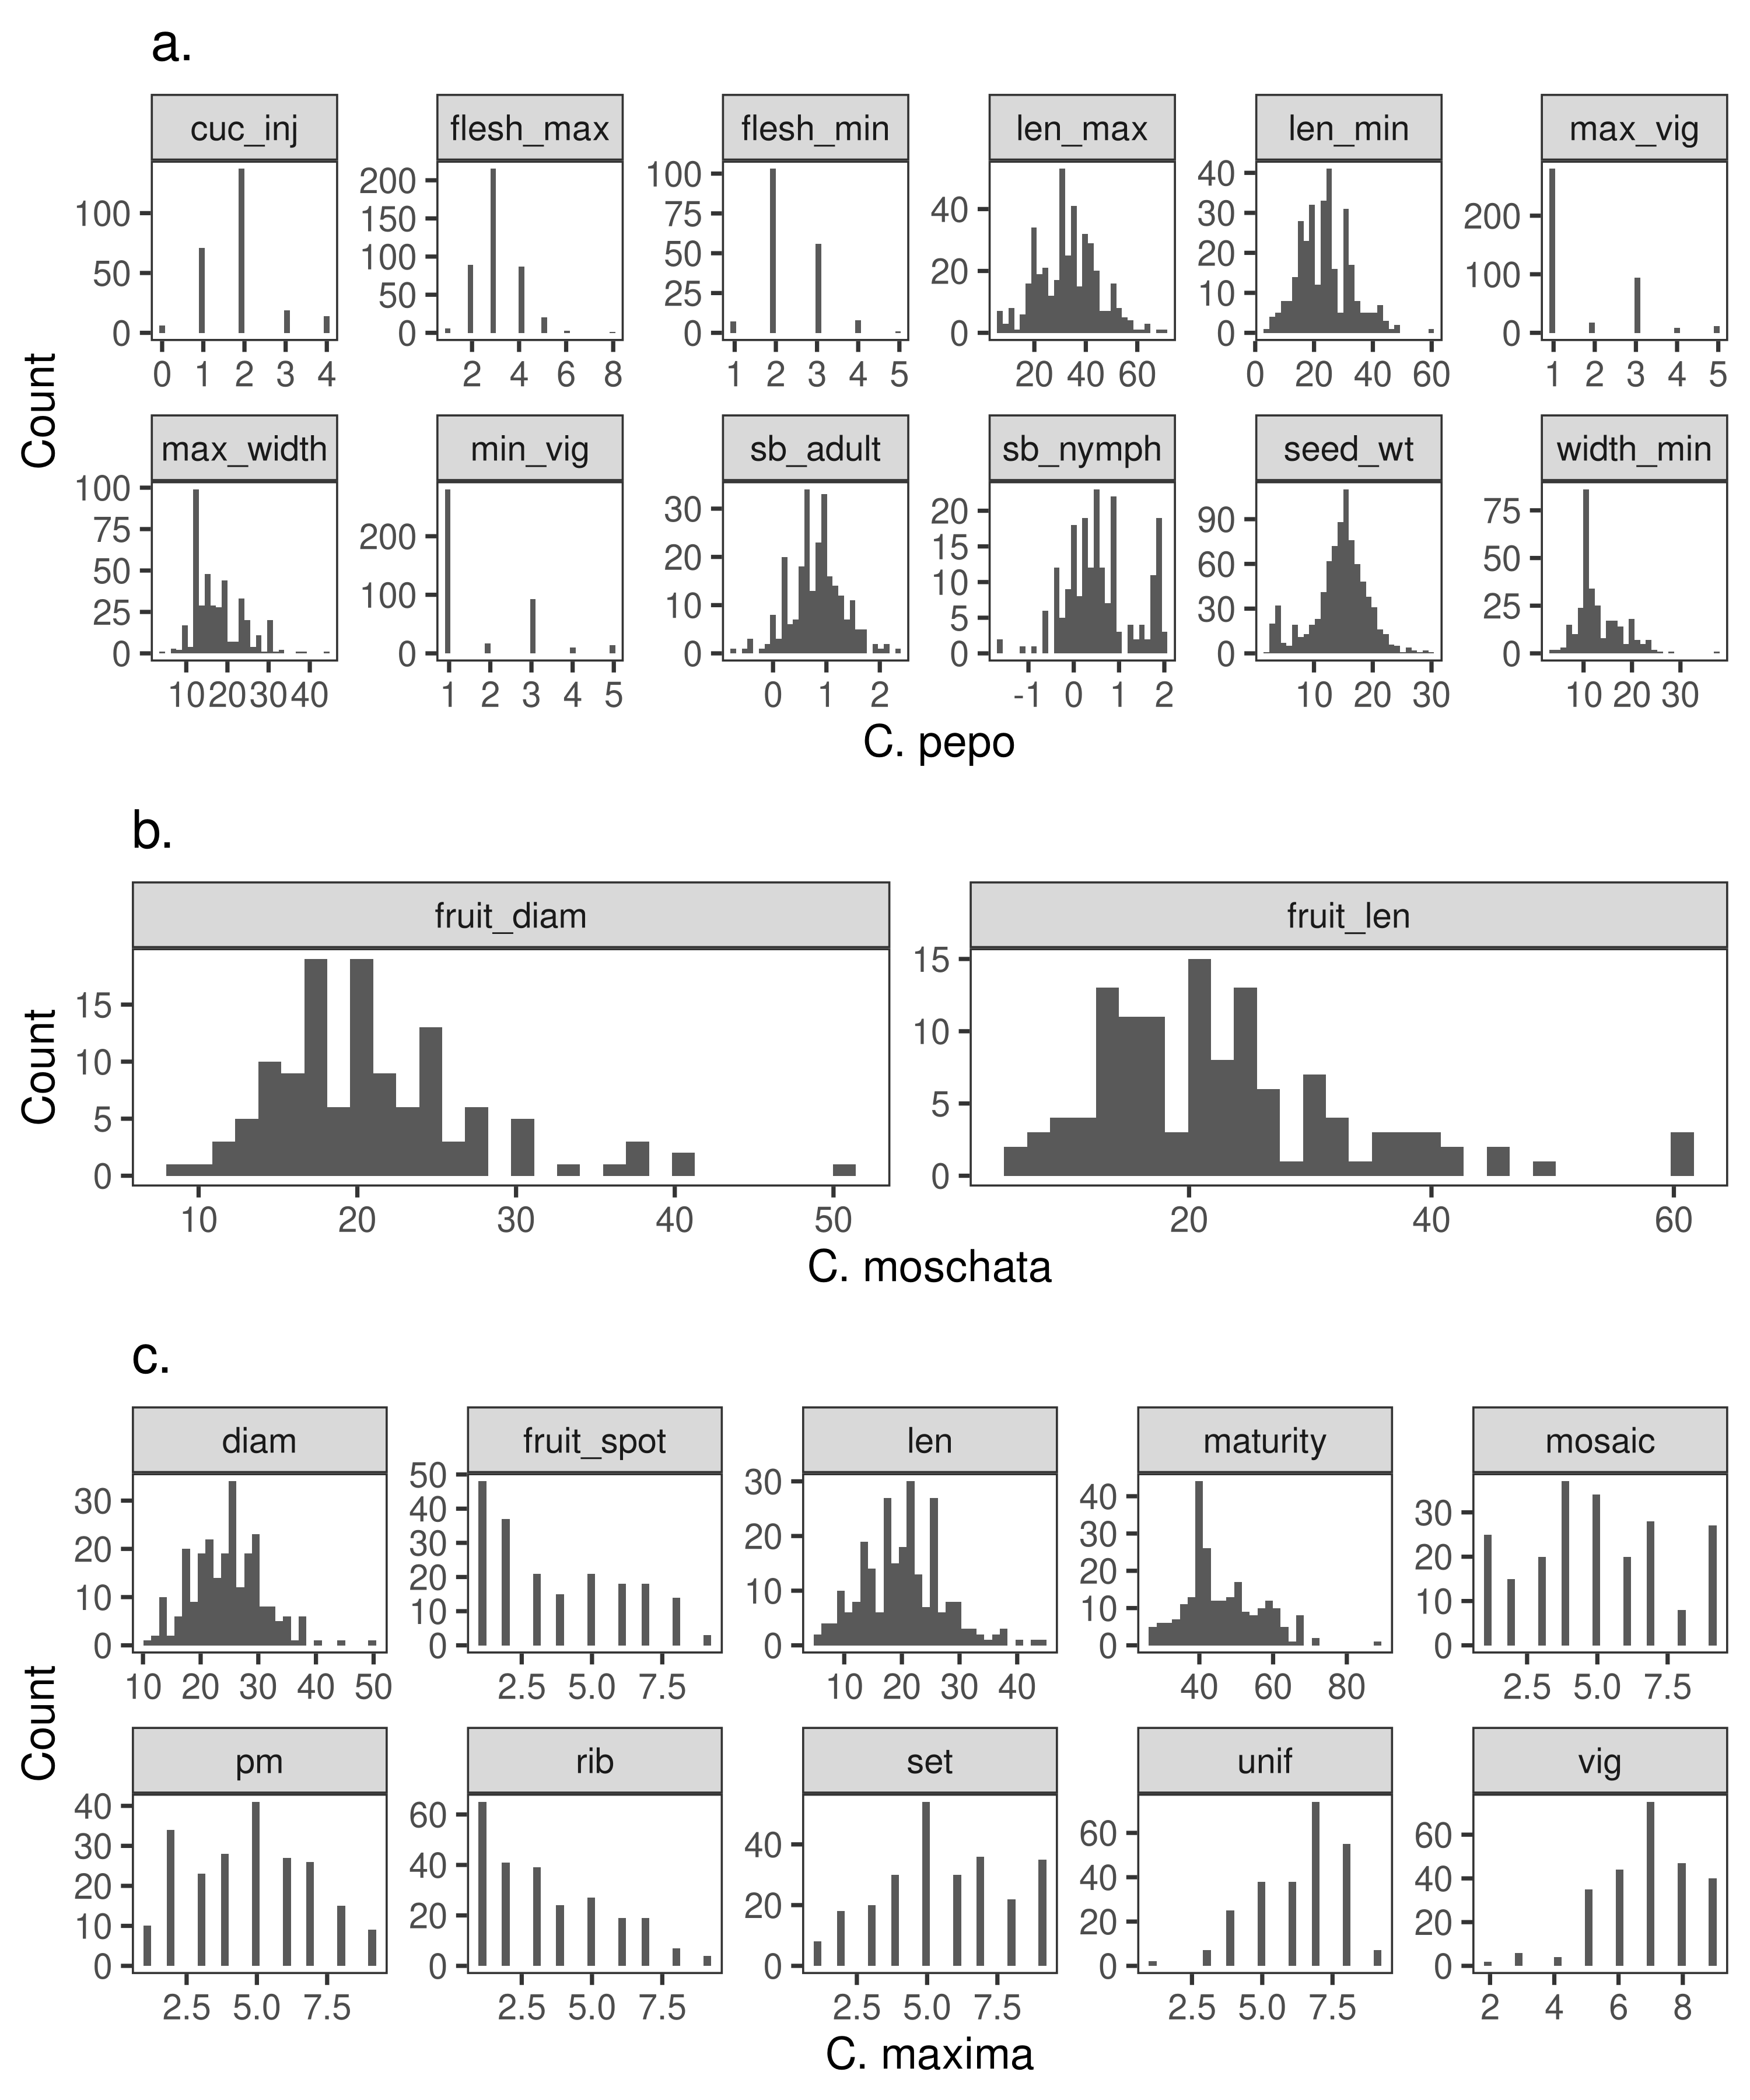 a.
cuc_inj flesh_max flesh_min len_max len_min max_vig
0 50 100
0 50 100 150 200
0 25 50 75 100
0 20 40
0 10 20 30 40
0 100 200
0 1 2 3 4
2 4 6 8
1 2 3 4 5
20 40 60
0 20 40 60
1 2 3 4 5
Count
max_width min_vig sb_adult sb_nymph seed_wt width_min
0 25 50 75 100
0 100 200
0 10 20 30
0 5 10 15 20
0 30 60 90
0 25 50 75
10 20 30 40
1 2 3 4 5
0 1 2
-1 0 1 2
10 20 30
10 20 30
C. pepo
b.
fruit_diam fruit_len
Count
0 5 10 15
0 5 10 15
10 20 30 40 50
20 40 60
C. moschata
c.
diam fruit_spot len maturity mosaic
0 10 20 30
0 10 20 30 40 50
0 10 20 30
0 10 20 30 40
0 10 20 30
10 20 30 40 50
2.5 5.0 7.5
10 20 30 40
40 60 80
2.5 5.0 7.5
Count
pm rib set unif vig
0 10 20 30 40
0 20 40 60
0 20 40
0 20 40 60
0 20 40 60
2.5 5.0 7.5
2.5 5.0 7.5
2.5 5.0 7.5
2.5 5.0 7.5
2 4 6 8
C. maxima